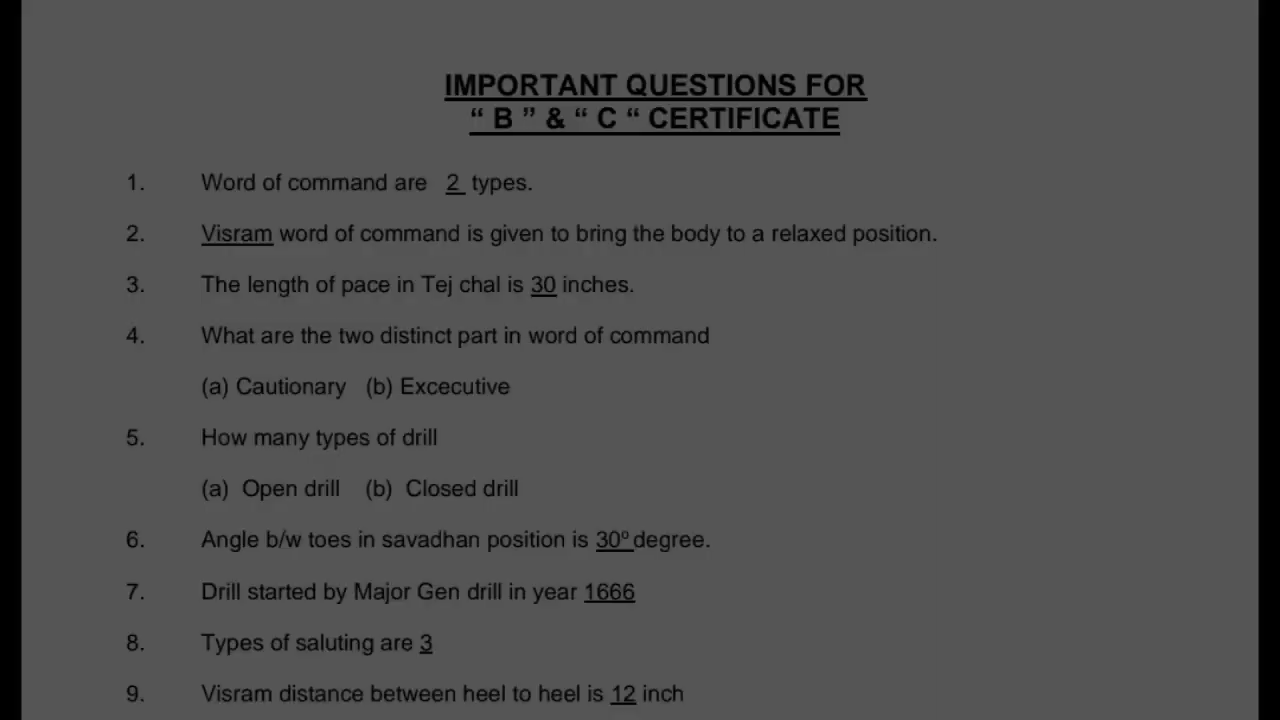 IMPORTANT QUESTIONS FOR
“ B ” & “ C “ CERTIFICATE
1. Word of command are 2 types.
2. Visram word of command is given to bring the body to a relaxed position.
3. The length of pace in Tej chal is 30 inches.
4. What are the two distinct part in word of command
(a) Cautionary (b) Excecutive
5. How many types of drill
(a) Open drill (b) Closed drill
6. Angle b/w toes in savadhan position is 30º degree.
7. Drill started by Major Gen drill in year 1666
8. Types of saluting are 3
9. Visram distance between heel to heel is 12 inch